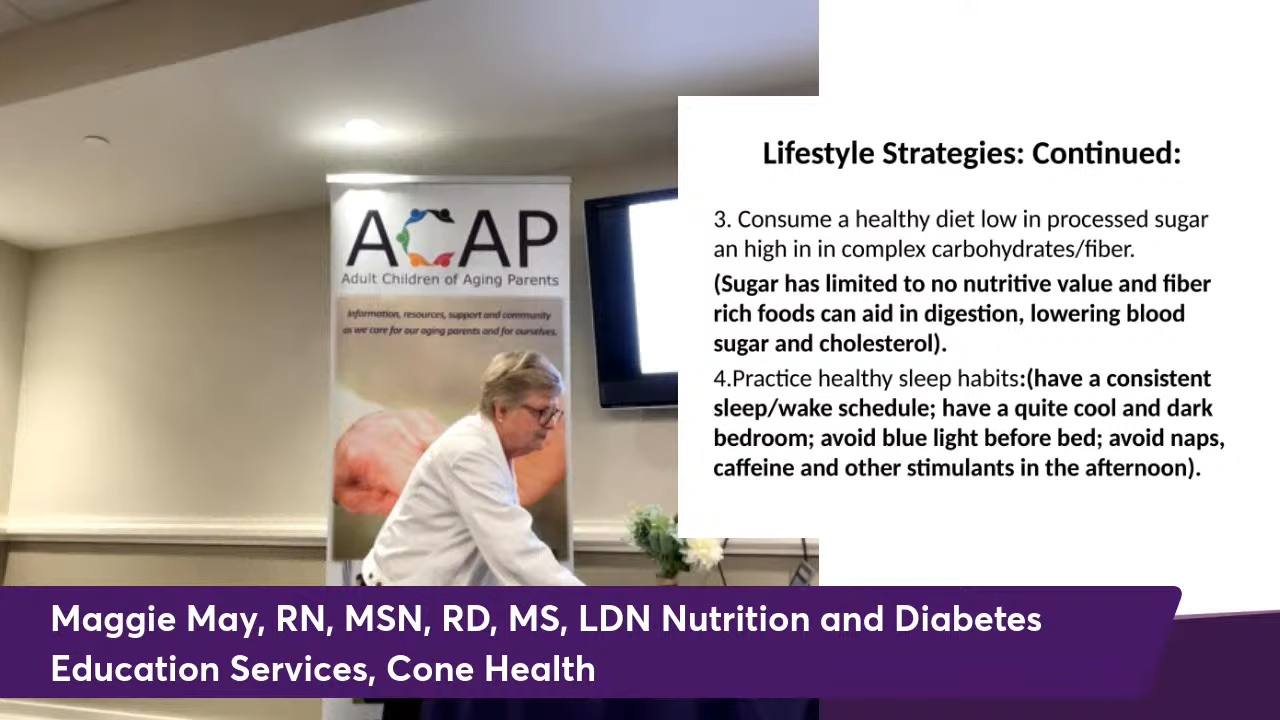 ACAP
Adult Children of Aging Parents
Information, resources, support and community
as we care for our aging parents and for ourselves.
Lifestyle Strategies: Continued:
3. Consume a healthy diet low in processed sugar
an high in in complex carbohydrates/fiber.
(Sugar has limited to no nutritive value and fiber
rich foods can aid in digestion, lowering blood
sugar and cholesterol).
4.Practice healthy sleep habits:(have a consistent
sleep/wake schedule; have a quite cool and dark
bedroom; avoid blue light before bed; avoid naps,
caffeine and other stimulants in the afternoon).
Maggie May, RN, MSN, RD, MS, LDN Nutrition and Diabetes
Education Services, Cone Health